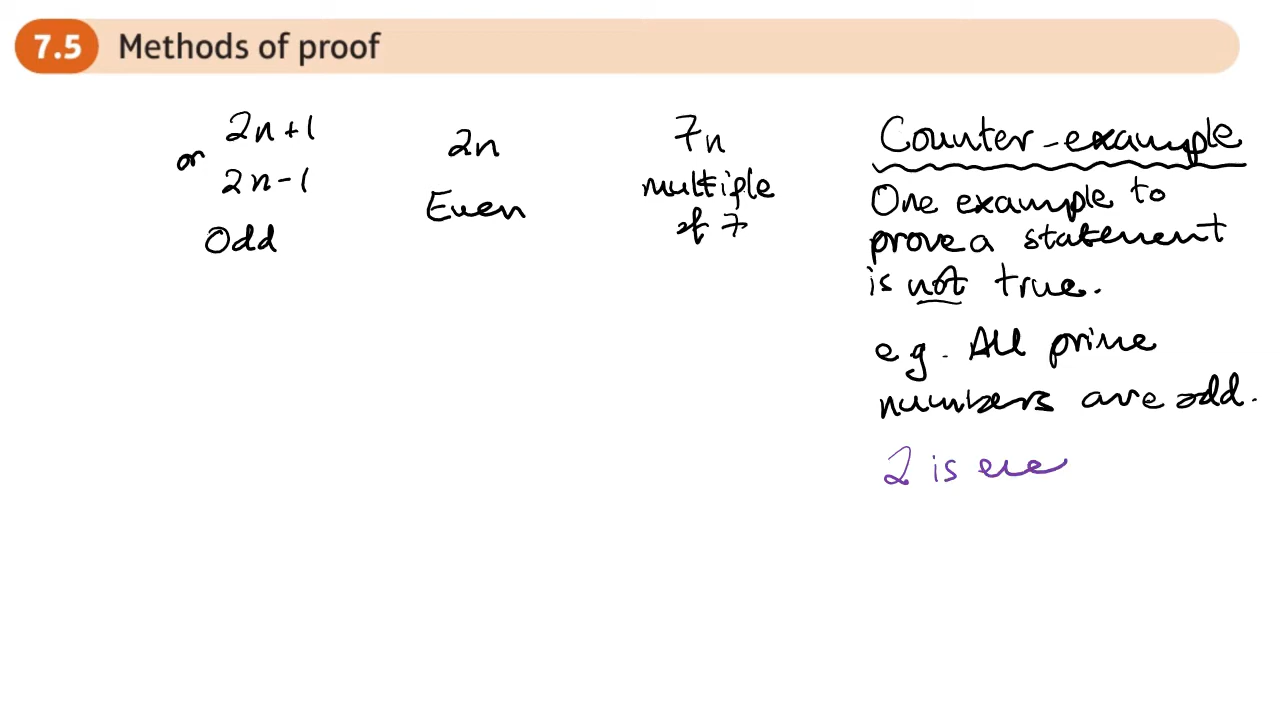 7.5 Methods of proof
2n+1
or
2n-1
Odd
2n
Even
7n
multiple
of 7
Counter-example
One example to
prove a statement
is not true.
e.g. All prime
numbers are odd.
2 is eve